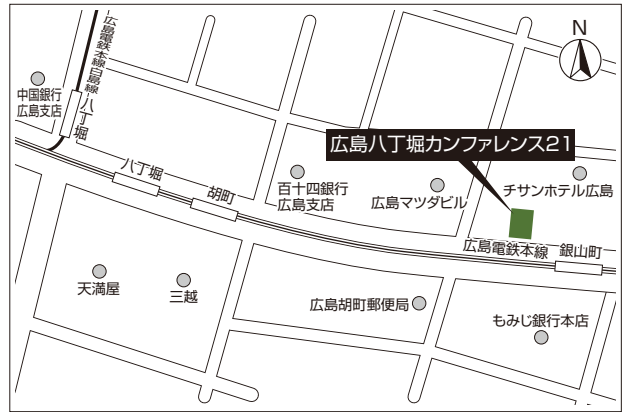 N
広島電鉄本線白島線
中国銀行
広島支店
八丁堀
広島八丁堀カンファレンス21
八丁堀
胡町
百十四銀行
広島支店
広島マツダビル
チサンホテル広島
広島電鉄本線
銀山町
天満屋
三越
広島胡町郵便局
もみじ銀行本店